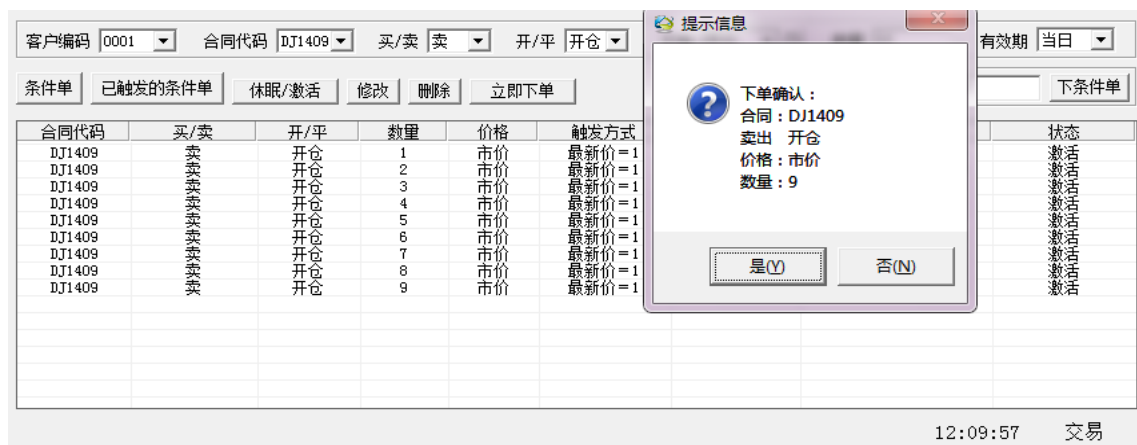 提示信息
客户编码 0001 合同代码 DJ1409 买/卖 卖 开/平 开仓 有效期 当日
条件单 已触发的条件单 休眠/激活 修改 删除 立即下单 下条件单
下单确认：
合同：DJ1409
卖出 开仓
价格：市价
数量：9
是(Y) 否(N)
合同代码 买/卖 开/平 数量 价格 触发方式 状态
DJ1409 卖 开仓 1 市价 最新价=1 激活
DJ1409 卖 开仓 2 市价 最新价=1 激活
DJ1409 卖 开仓 3 市价 最新价=1 激活
DJ1409 卖 开仓 4 市价 最新价=1 激活
DJ1409 卖 开仓 5 市价 最新价=1 激活
DJ1409 卖 开仓 6 市价 最新价=1 激活
DJ1409 卖 开仓 7 市价 最新价=1 激活
DJ1409 卖 开仓 8 市价 最新价=1 激活
DJ1409 卖 开仓 9 市价 最新价=1 激活
12:09:57 交易